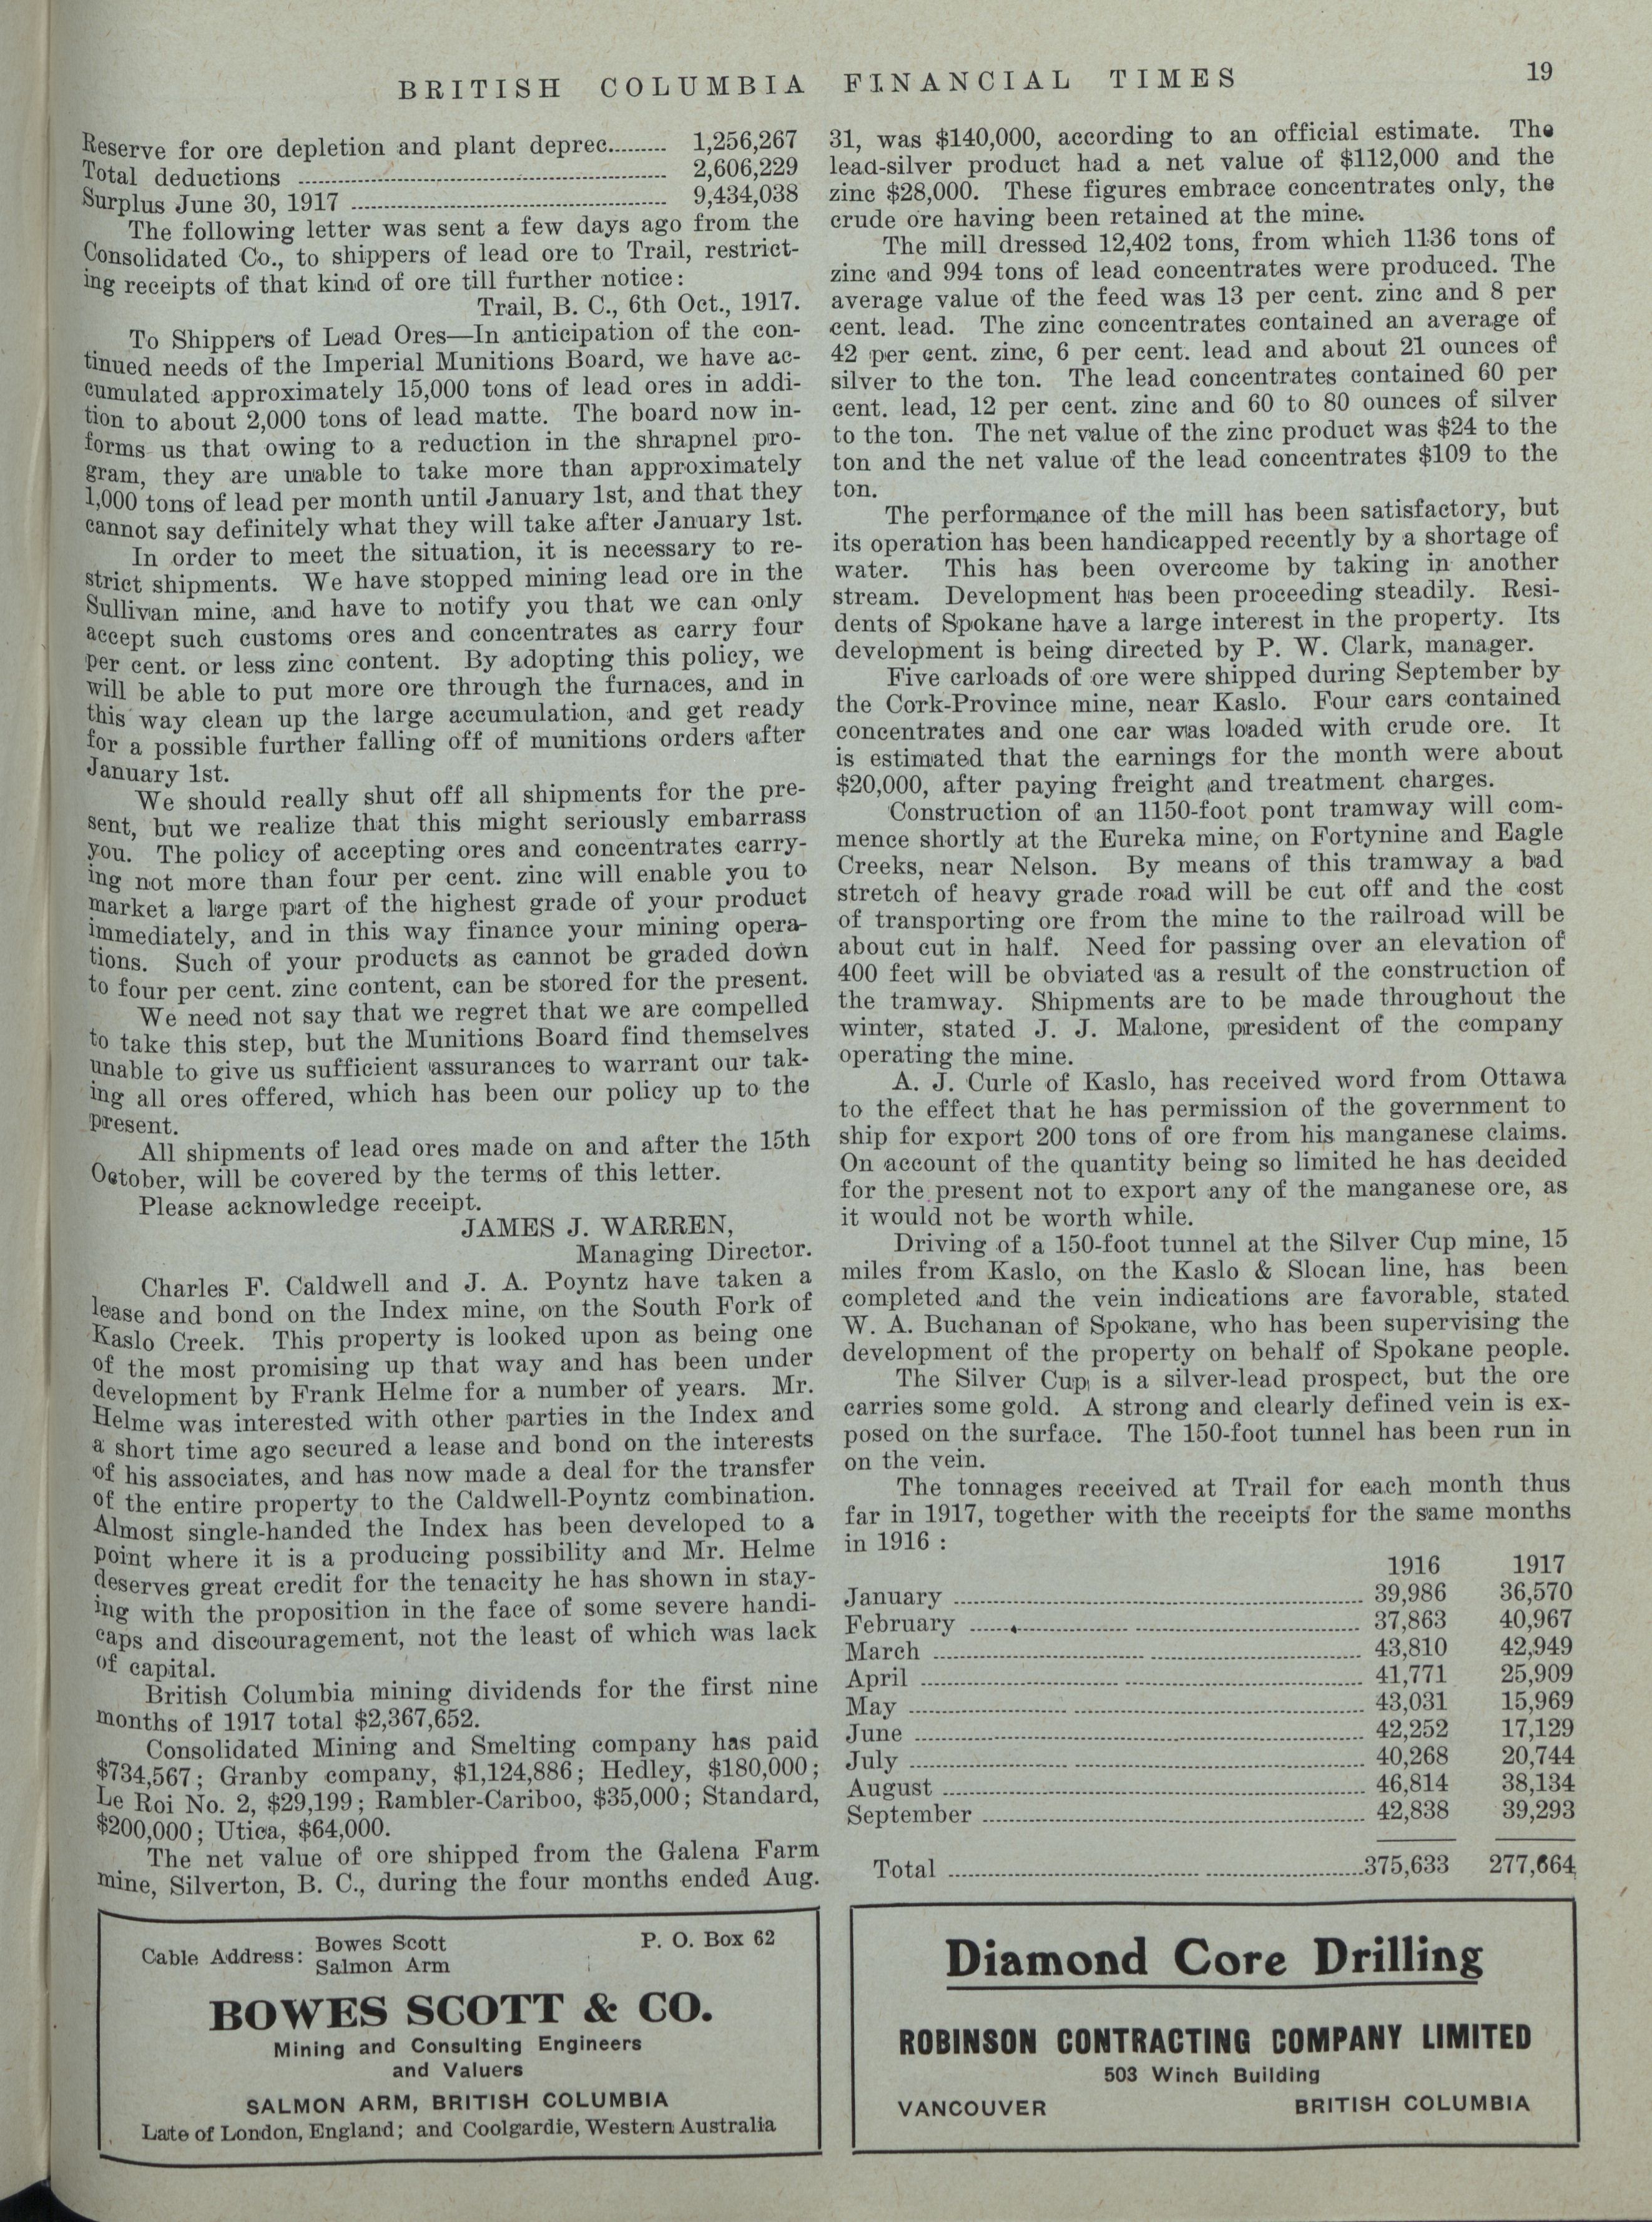 BRITISH COLUMBIA FINANCIAL TIMES 19
Reserve for ore depletion and plant deprec......... 1,256,267
Total deductions ........ 2,606,229
Surplus June 30, 1917 ........ 9,434,038
The following letter was sent a few days ago from the
Consolidated Co., to shippers of lead ore to Trail, restrict-
ing receipts of that kind of ore till further notice:
Trail, B. C., 6th Oct., 1917.
To Shippers of Lead Ores—In anticipation of the con-
tinued needs of the Imperial Munitions Board, we have ac-
cumulated approximately 15,000 tons of lead ores in addi-
tion to about 2,000 tons of lead matte. The board now in-
forms us that owing to a reduction in the shrapnel pro-
gram, they are unable to take more than approximately
1,000 tons of lead per month until January 1st, and that they
cannot say definitely what they will take after January 1st.
In order to meet the situation, it is necessary to re-
strict shipments. We have stopped mining lead ore in the
Sullivan mine, and have to notify you that we can only
accept such customs ores and concentrates as carry four
per cent. or less zinc content. By adopting this policy, we
will be able to put more ore through the furnaces, and in
this way clean up the large accumulation, and get ready
for a possible further falling off of munitions orders after
January 1st.
We should really shut off all shipments for the pre-
sent, but we realize that this might seriously embarrass
you. The policy of accepting ores and concentrates carry-
ing not more than four per cent. zinc will enable you to
market a large part of the highest grade of your product
immediately, and in this way finance your mining opera-
tions. Such of your products as cannot be graded down
to four per cent. zinc content, can be stored for the present.
We need not say that we regret that we are compelled
to take this step, but the Munitions Board find themselves
unable to give us sufficient assurances to warrant our tak-
ing all ores offered, which has been our policy up to the
present.
All shipments of lead ores made on and after the 15th
October, will be covered by the terms of this letter.
Please acknowledge receipt.
JAMES J. WARREN,
Managing Director.
Charles F. Caldwell and J. A. Poyntz have taken a
lease and bond on the Index mine, on the South Fork of
Kaslo Creek. This property is looked upon as being one
of the most promising up that way and has been under
development by Frank Helme for a number of years. Mr.
Helme was interested with other parties in the Index and
a short time ago secured a lease and bond on the interests
of his associates, and has now made a deal for the transfer
of the entire property to the Caldwell-Poyntz combination.
Almost single-handed the Index has been developed to a
point where it is a producing possibility and Mr. Helme
deserves great credit for the tenacity he has shown in stay-
ing with the proposition in the face of some severe handi-
caps and discouragement, not the least of which was lack
of capital.
British Columbia mining dividends for the first nine
months of 1917 total $2,367,652.
Consolidated Mining and Smelting company has paid
$734,567; Granby company, $1,124,886; Hedley, $180,000;
Le Roi No. 2, $29,199; Rambler-Cariboo, $35,000; Standard,
$200,000; Utica, $64,000.
The net value of ore shipped from the Galena Farm
mine, Silverton, B. C., during the four months ended Aug.
31, was $140,000, according to an official estimate. The
lead-silver product had a net value of $112,000 and the
zinc $28,000. These figures embrace concentrates only, the
crude ore having been retained at the mine.
The mill dressed 12,402 tons, from which 1136 tons of
zinc and 994 tons of lead concentrates were produced. The
average value of the feed was 13 per cent. zinc and 8 per
cent. lead. The zinc concentrates contained an average of
42 per cent. zinc, 6 per cent. lead and about 21 ounces of
silver to the ton. The lead concentrates contained 60 per
cent. lead, 12 per cent. zinc and 60 to 80 ounces of silver
to the ton. The net value of the zinc product was $24 to the
ton and the net value of the lead concentrates $109 to the
ton.
The performance of the mill has been satisfactory, but
its operation has been handicapped recently by a shortage of
water. This has been overcome by taking in another
stream. Development has been proceeding steadily. Resi-
dents of Spokane have a large interest in the property. Its
development is being directed by P. W. Clark, manager.
Five carloads of ore were shipped during September by
the Cork-Province mine, near Kaslo. Four cars contained
concentrates and one car was loaded with crude ore. It
is estimated that the earnings for the month were about
$20,000, after paying freight and treatment charges.
Construction of an 1150-foot pont tramway will com-
mence shortly at the Eureka mine, on Fortynine and Eagle
Creeks, near Nelson. By means of this tramway a bad
stretch of heavy grade road will be cut off and the cost
of transporting ore from the mine to the railroad will be
about cut in half. Need for passing over an elevation of
400 feet will be obviated as a result of the construction of
the tramway. Shipments are to be made throughout the
winter, stated J. J. Malone, president of the company
operating the mine.
A. J. Curle of Kaslo, has received word from Ottawa
to the effect that he has permission of the government to
ship for export 200 tons of ore from his manganese claims.
On account of the quantity being so limited he has decided
for the present not to export any of the manganese ore, as
it would not be worth while.
Driving of a 150-foot tunnel at the Silver Cup mine, 15
miles from Kaslo, on the Kaslo & Slocan line, has been
completed and the vein indications are favorable, stated
W. A. Buchanan of Spokane, who has been supervising the
development of the property on behalf of Spokane people.
The Silver Cup is a silver-lead prospect, but the ore
carries some gold. A strong and clearly defined vein is ex-
posed on the surface. The 150-foot tunnel has been run in
on the vein.
The tonnages received at Trail for each month thus
far in 1917, together with the receipts for the same months
in 1916 :
1916 1917
January ........ 39,986 36,570
February ........ 37,863 40,967
March ........ 43,810 42,949
April ........ 41,771 25,909
May ........ 43,031 15,969
June ........ 42,252 17,129
July ........ 40,268 20,744
August ........ 46,814 38,134
September ........ 42,838 39,293
Total ........ 375,633 277,664
Cable Address: Bowes Scott P. O. Box 62
Salmon Arm
BOWES SCOTT & CO.
Mining and Consulting Engineers
and Valuers
SALMON ARM, BRITISH COLUMBIA
Late of London, England; and Coolgardie, Western Australia
Diamond Core Drilling
ROBINSON CONTRACTING COMPANY LIMITED
503 Winch Building
VANCOUVER BRITISH COLUMBIA